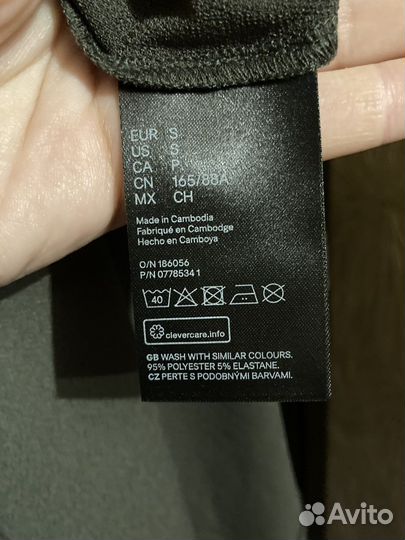 EUR S
US S
CA P
CN 165/88A
MX CH
Made in Cambodia
Fabriqué en Cambodge
Hecho en Camboya
O/N 186056
P/N 07785341
40
clevercare.info
GB WASH WITH SIMILAR COLOURS.
95% POLYESTER 5% ELASTANE.
CZ PERTE S PODOBNÝMI BARVAMI.
Avito